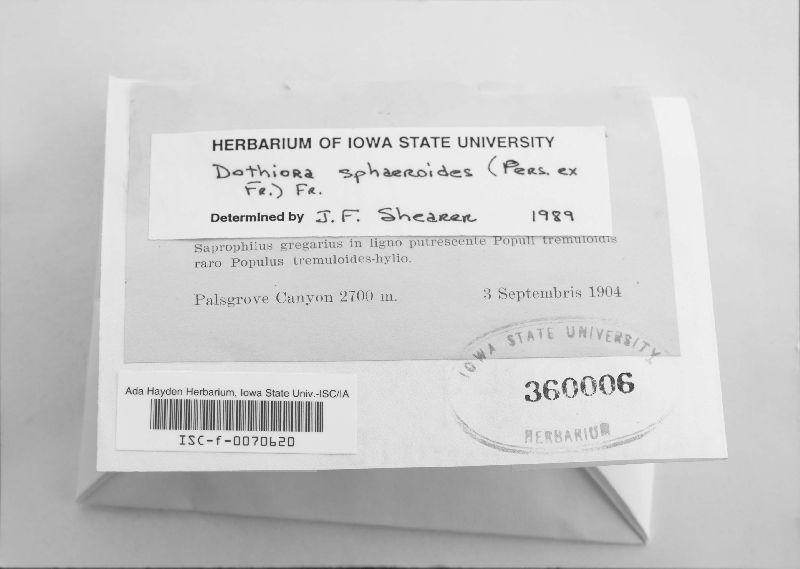 HERBARIUM OF IOWA STATE UNIVERSITY
Dothiora sphaeroides (Pers. ex
Fr.) Fr.
Determined by J. F. Shearer 1989
Saprophilus gregarius in ligno putrescente Populi tremuloidis
raro Populus tremuloides-hylio.
Palsgrove Canyon 2700 m. 3 Septembris 1904
IOWA STATE UNIVERSITY
360006
HERBARIUM
Ada Hayden Herbarium, Iowa State Univ.-ISC/IA
ISC-f-0070620